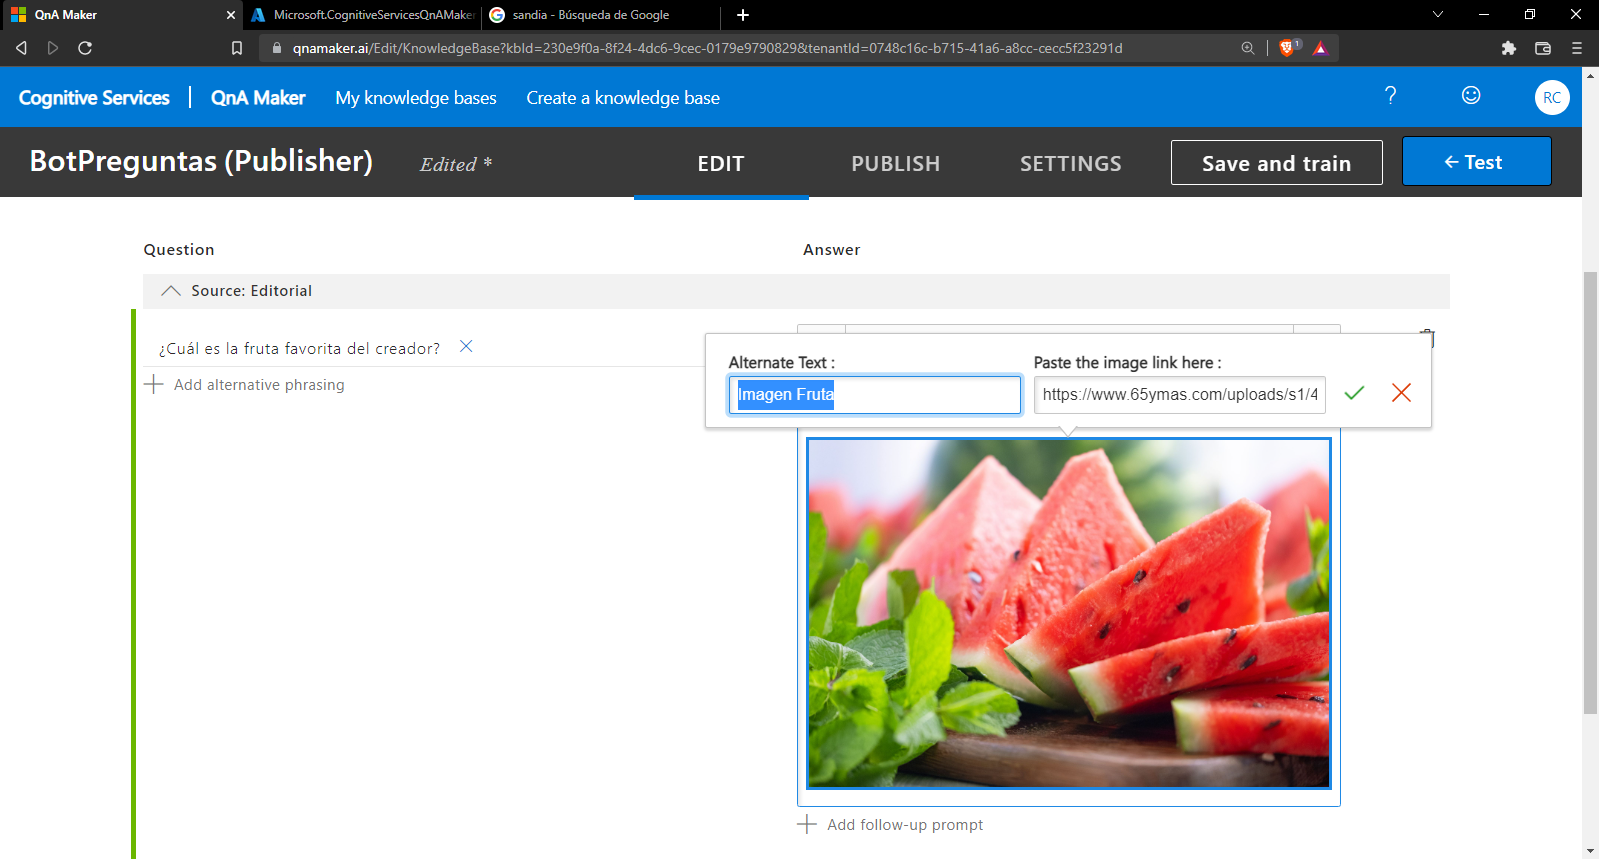 QnA Maker
Microsoft.CognitiveServicesQnAMake
sandia - Búsqueda de Google
qnamaker.ai/Edit/KnowledgeBase?kbId=230e9f0a-8f24-4dc6-9cec-0179e9790829&tenantId=0748c16c-b715-41a6-a8cc-cecc5f23291d
1
Cognitive Services
QnA Maker
My knowledge bases
Create a knowledge base
?
RC
BotPreguntas (Publisher)
Edited *
EDIT
PUBLISH
SETTINGS
Save and train
Test
Question
Answer
Source: Editorial
¿Cuál es la fruta favorita del creador?
Add alternative phrasing
Alternate Text :
Paste the image link here :
Imagen Fruta
https://www.65ymas.com/uploads/s1/4
Add follow-up prompt